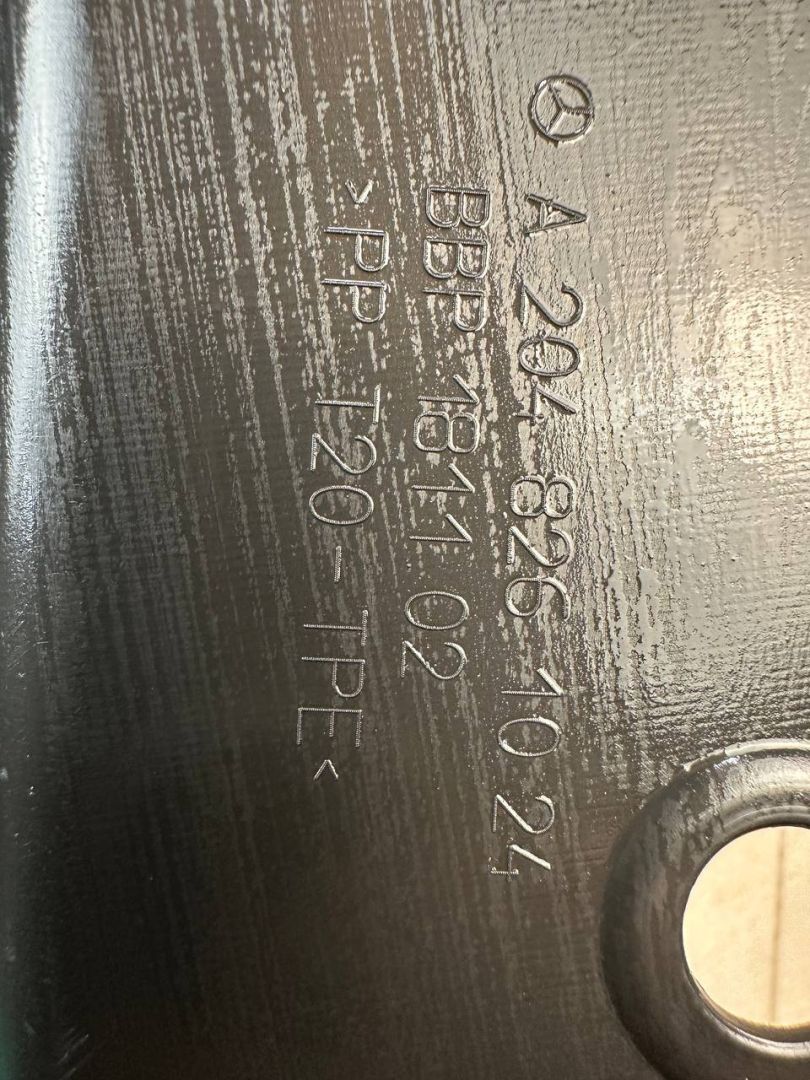 A 204 826 10 24
BBP 1811 02
>PP T20-TPE<